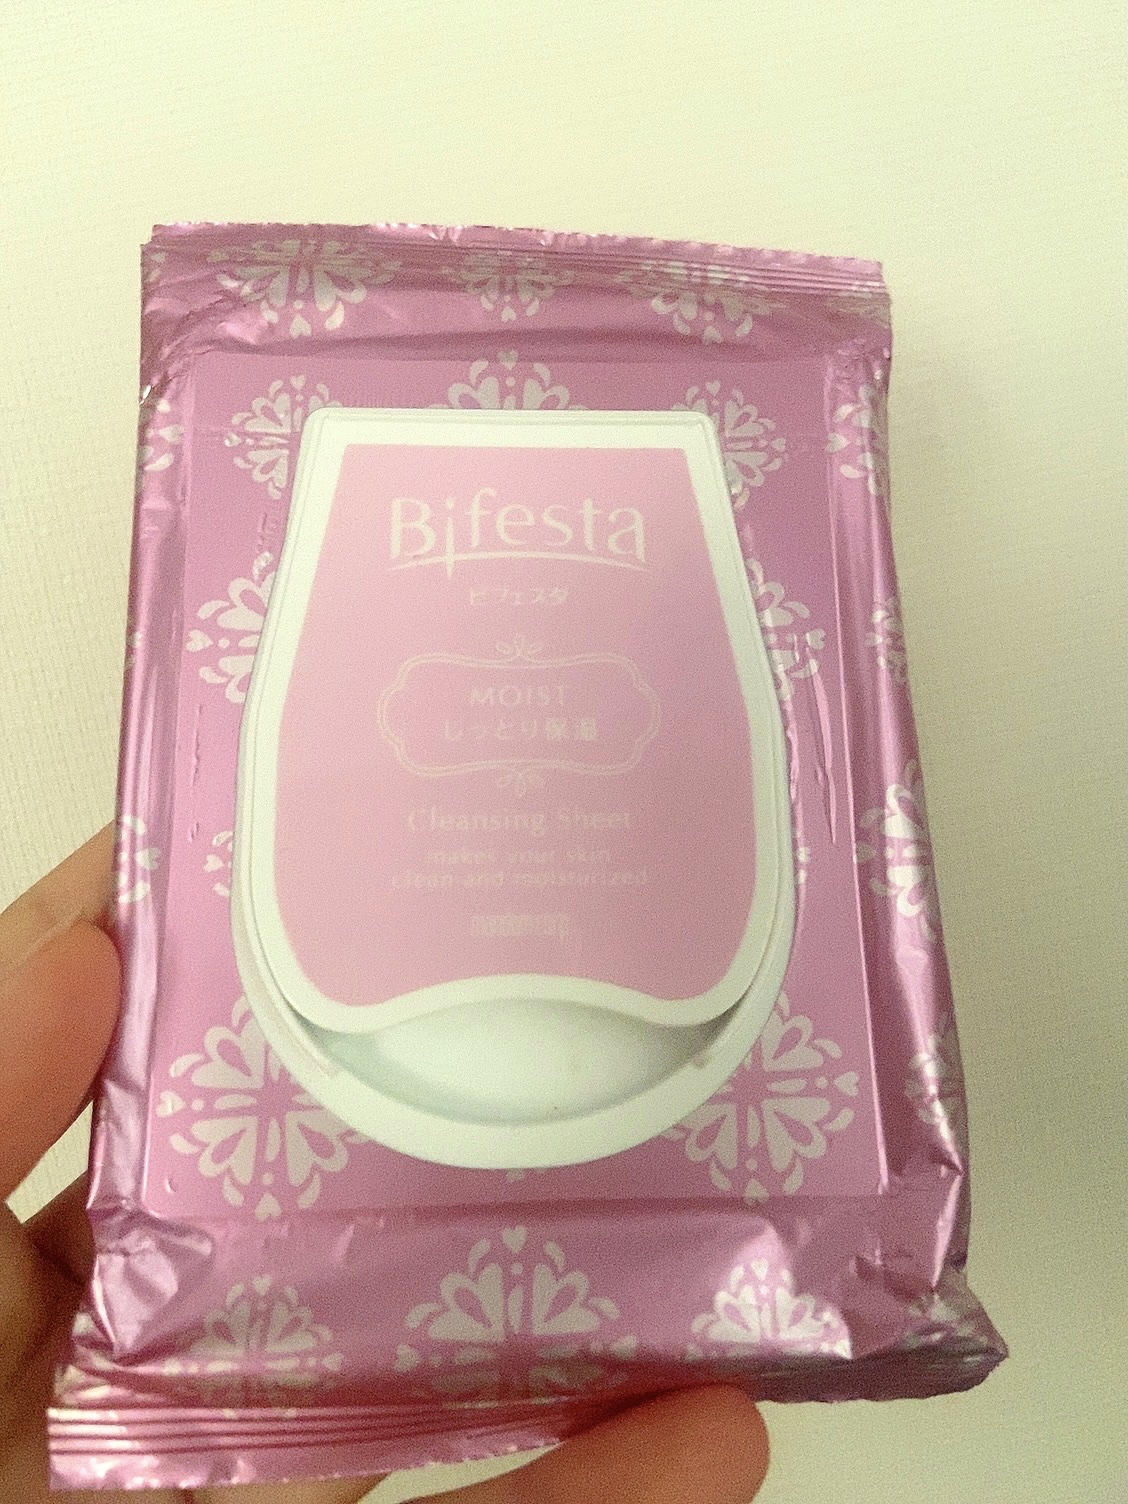 Bifesta
ビフェスタ
MOIST
しっとり保湿
Cleansing Sheet
makes your skin
clean and moisturized